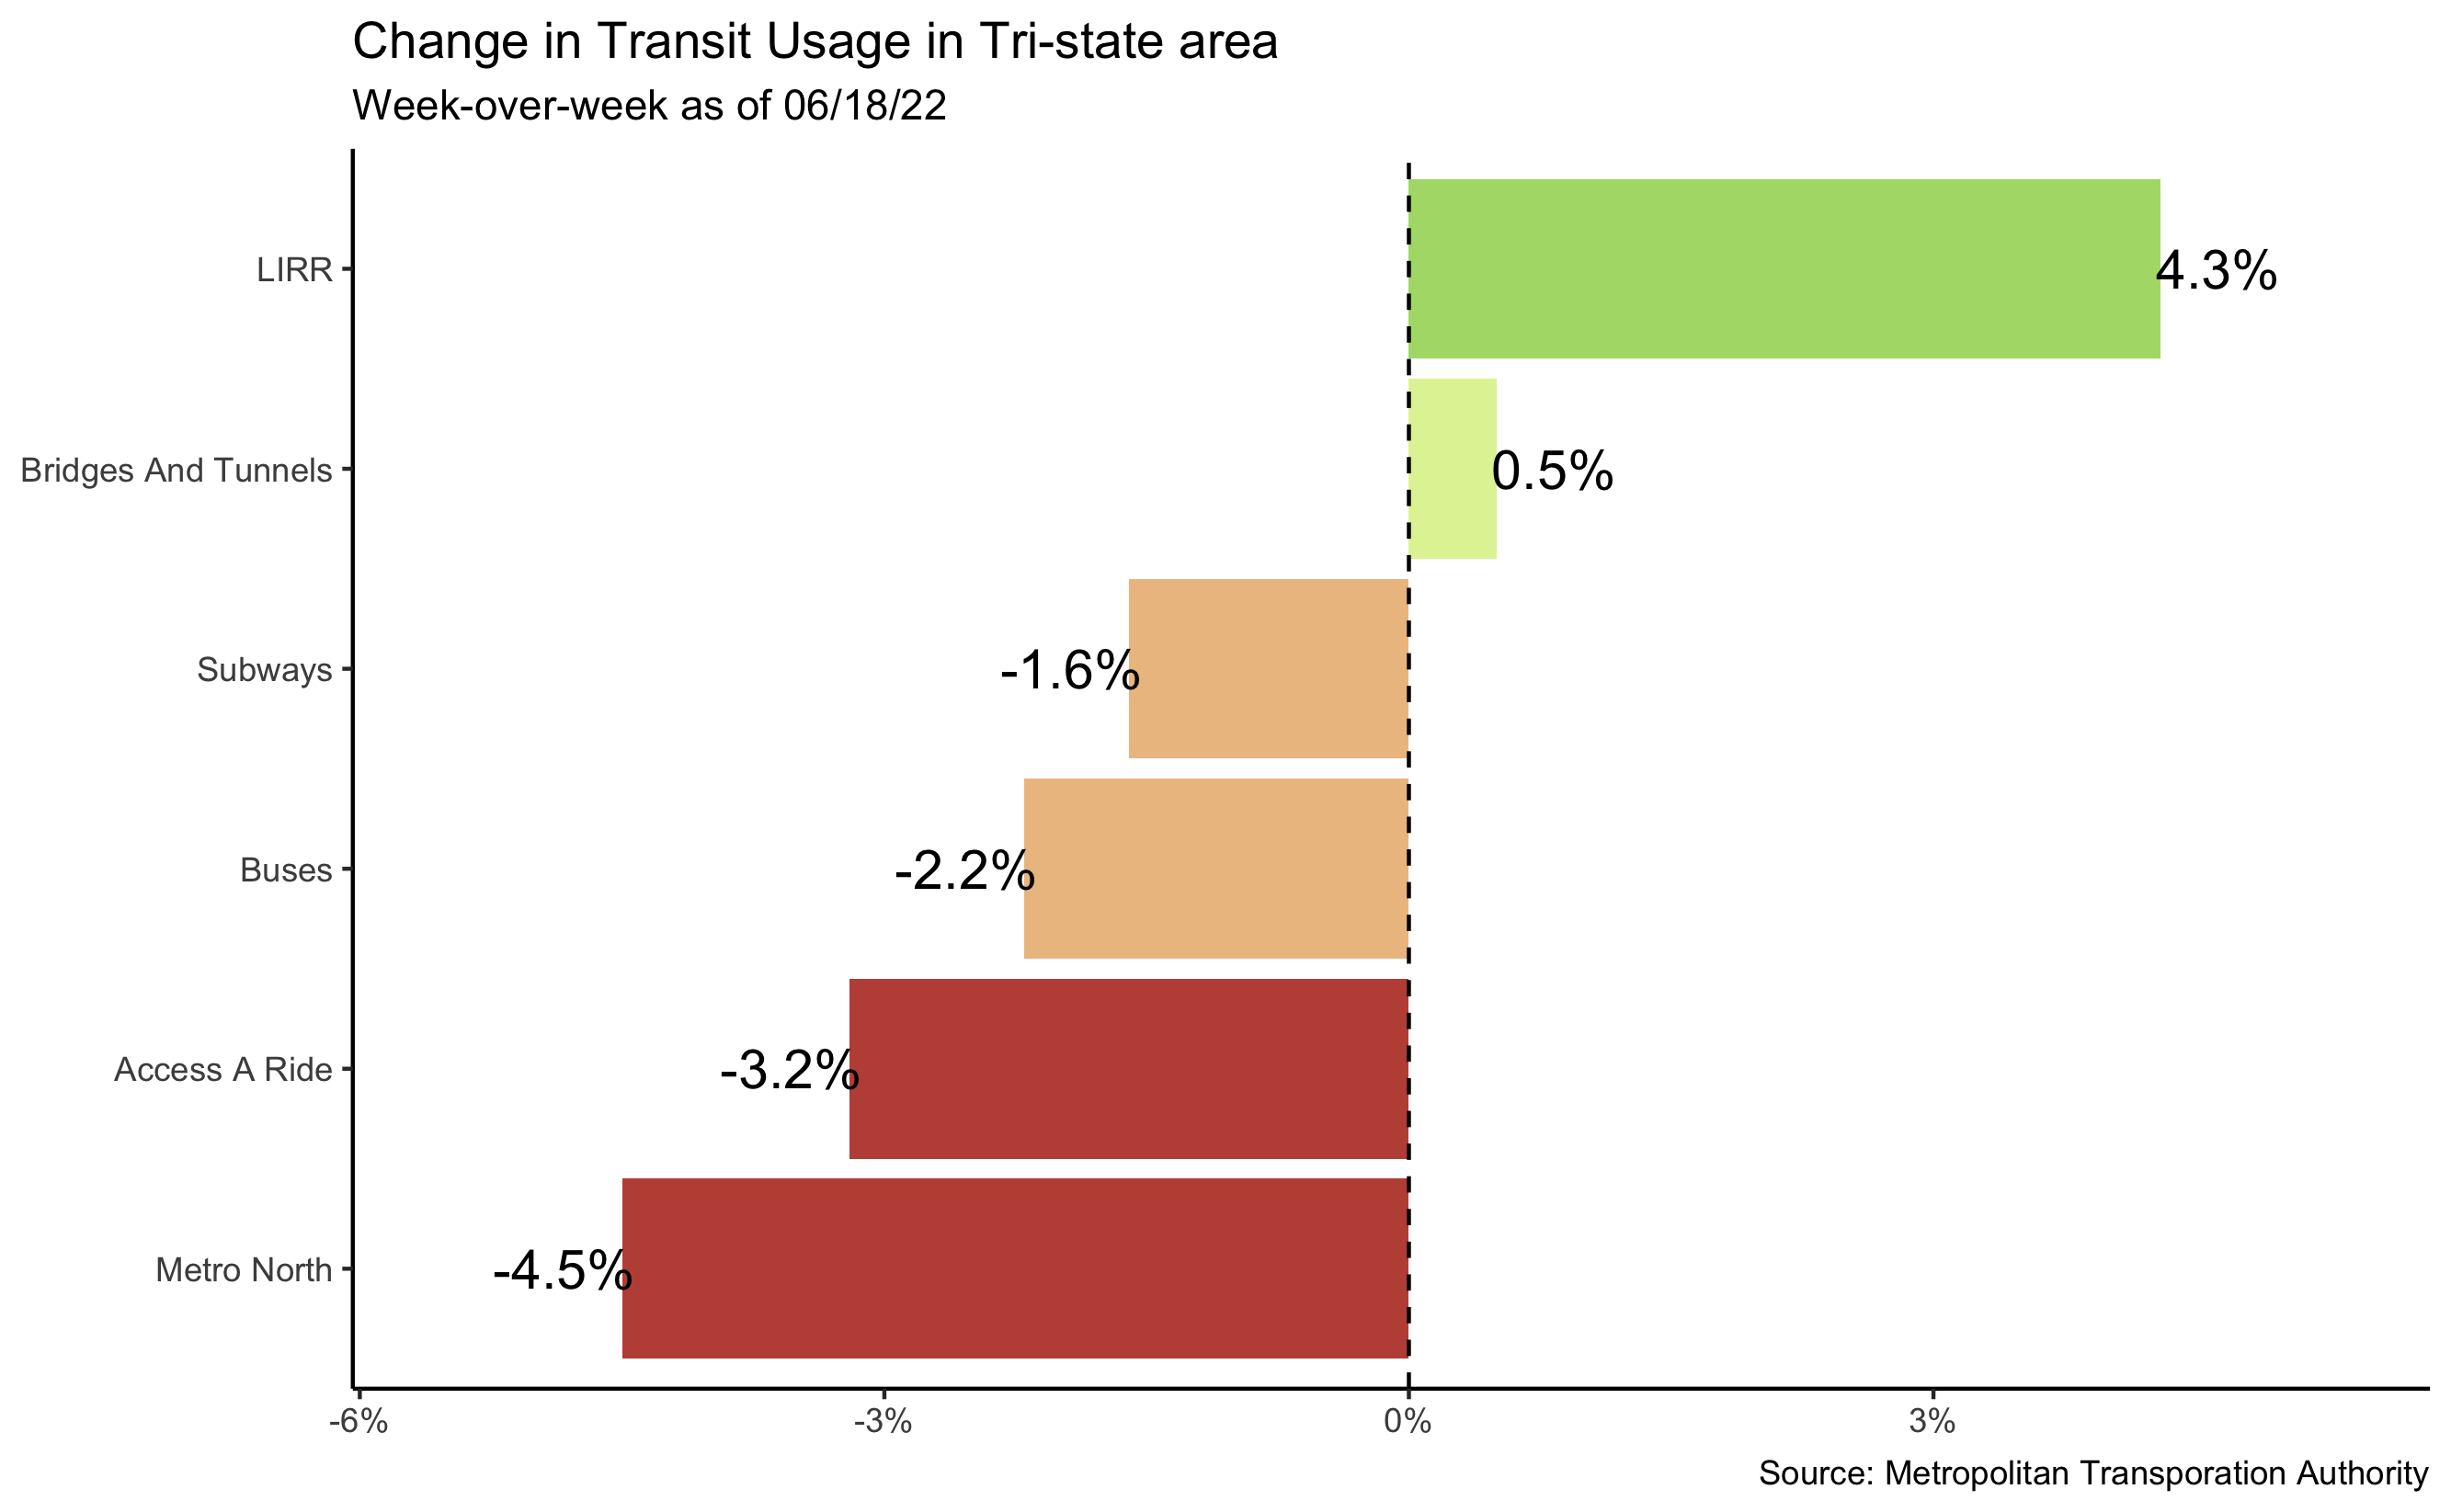 Change in Transit Usage in Tri-state area
Week-over-week as of 06/18/22
LIRR
4.3%
Bridges And Tunnels
0.5%
Subways
-1.6%
Buses
-2.2%
Access A Ride
-3.2%
Metro North
-4.5%
-6%
-3%
0%
3%
Source: Metropolitan Transporation Authority